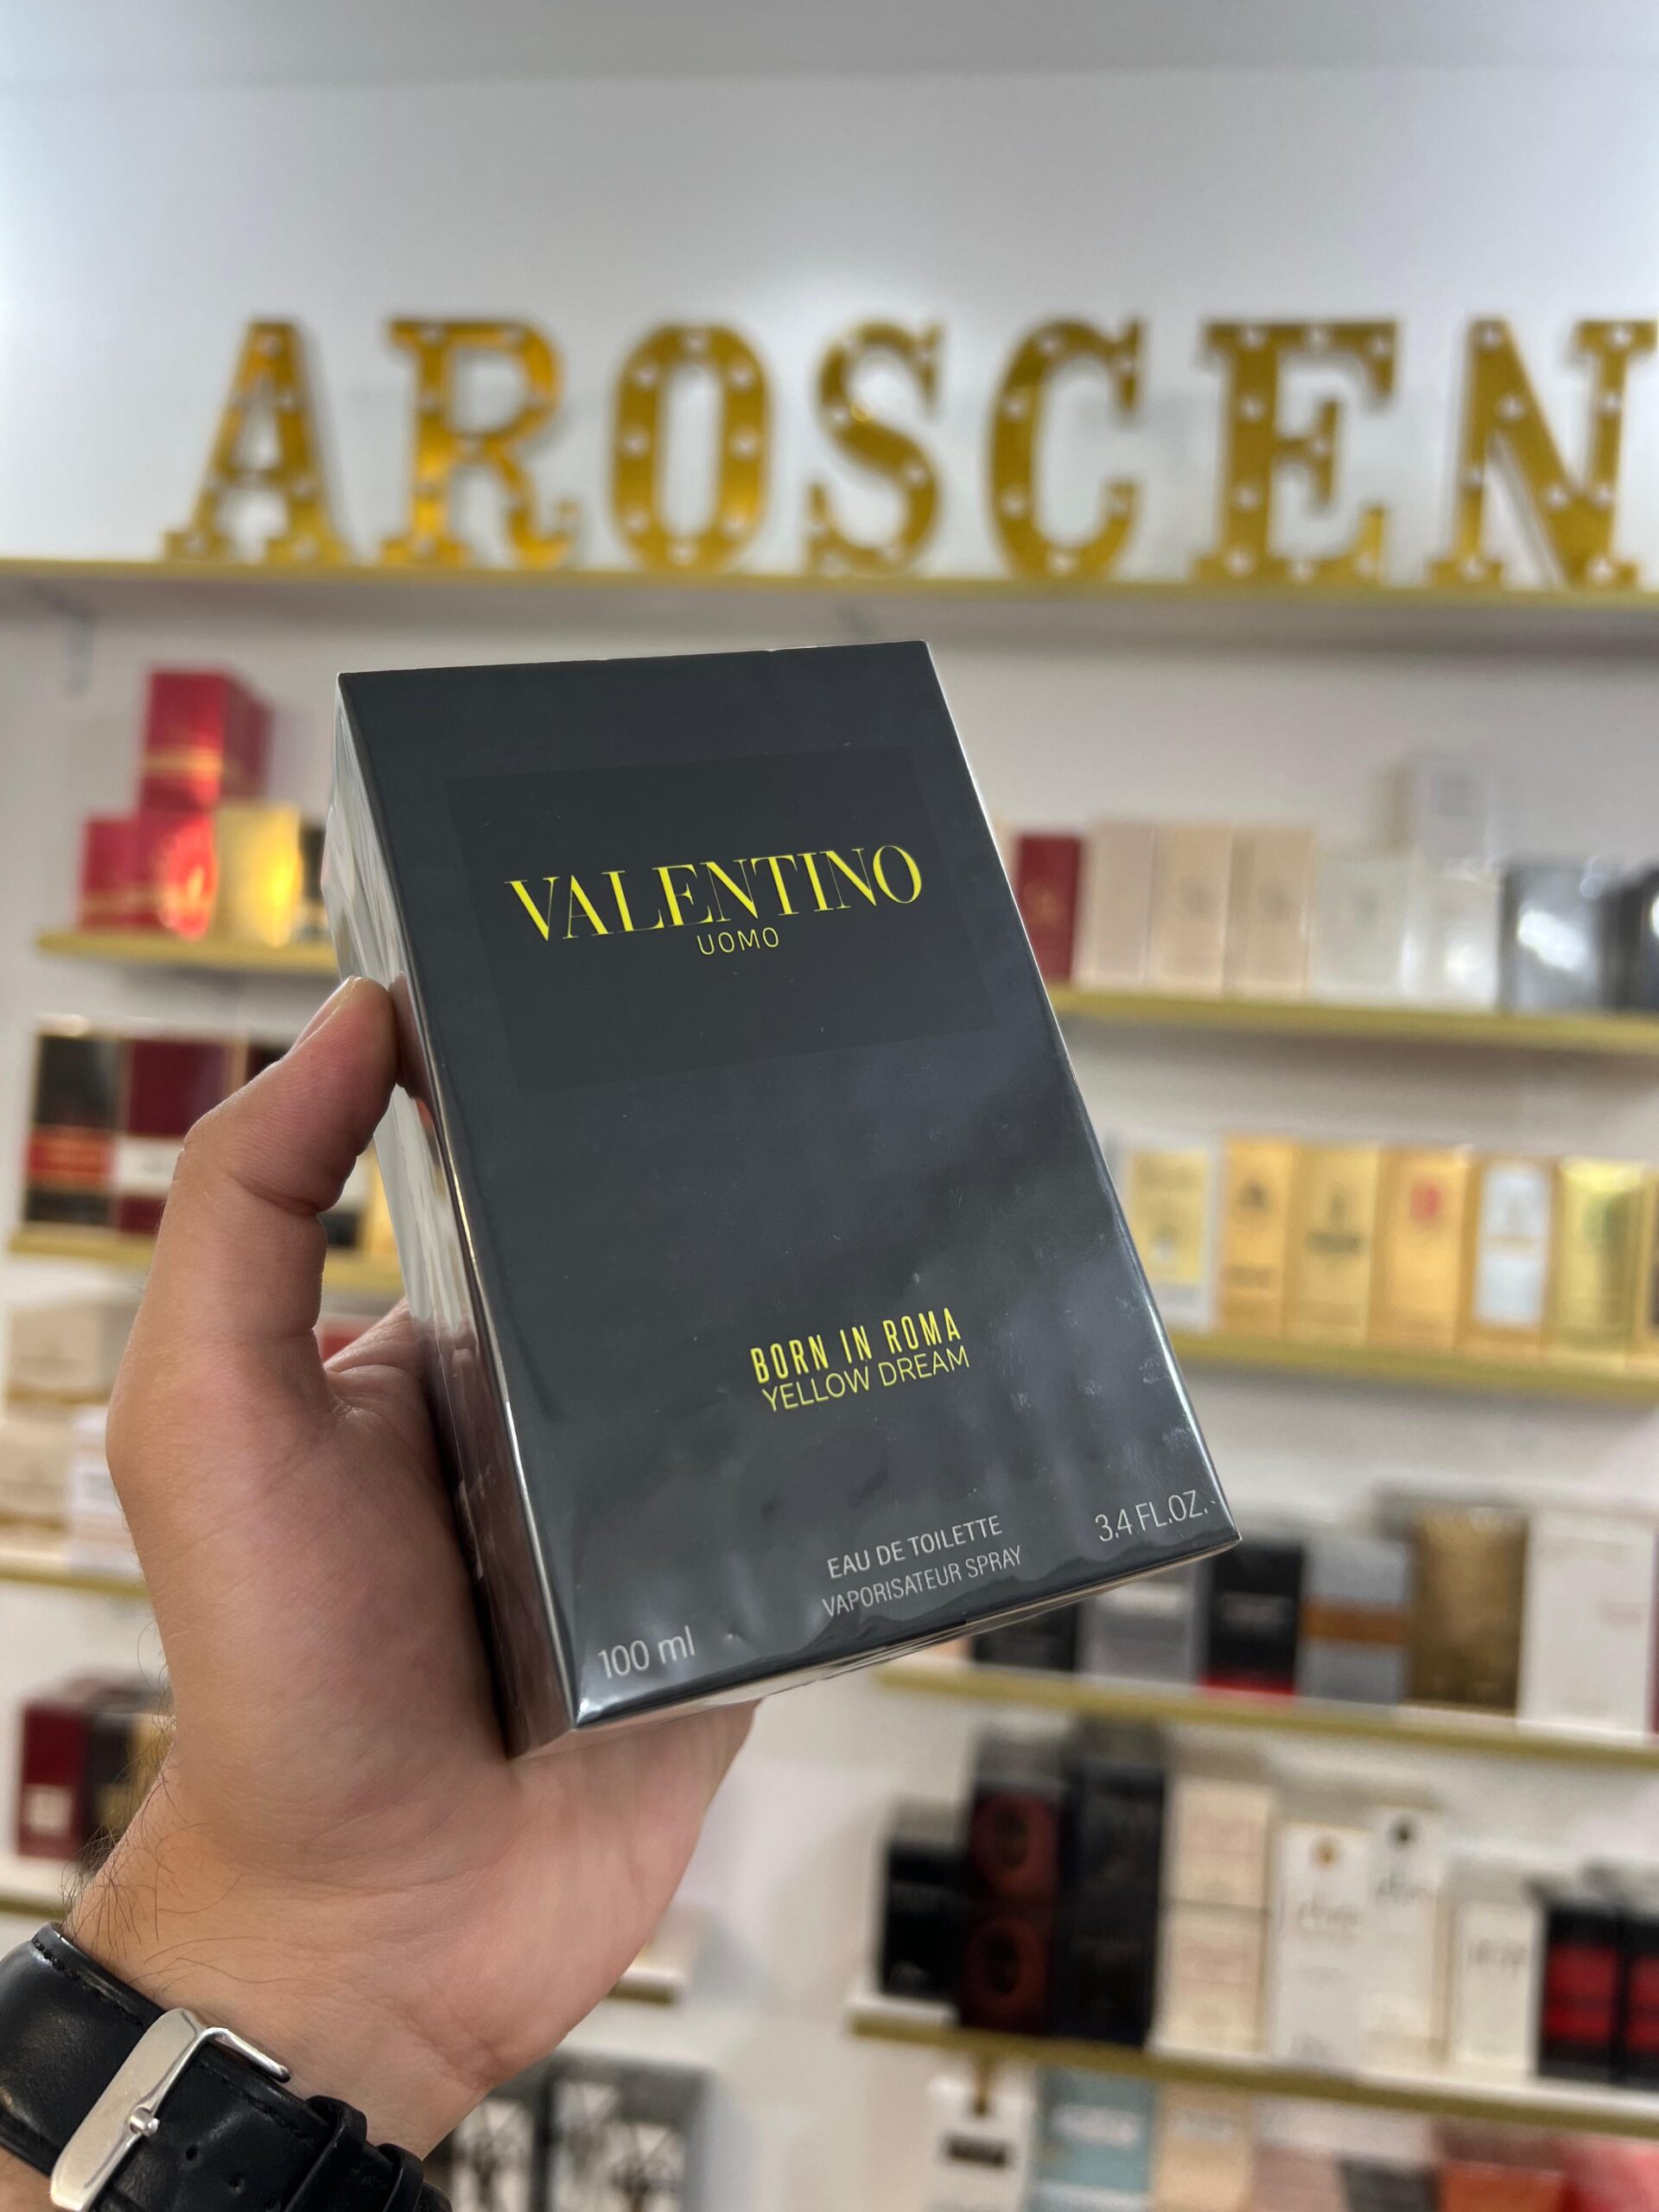 AROSCEN
VALENTINO
UOMO
BORN IN ROMA
YELLOW DREAM
EAU DE TOILETTE
VAPORISATEUR SPRAY
3.4 FL.OZ.
100 ml